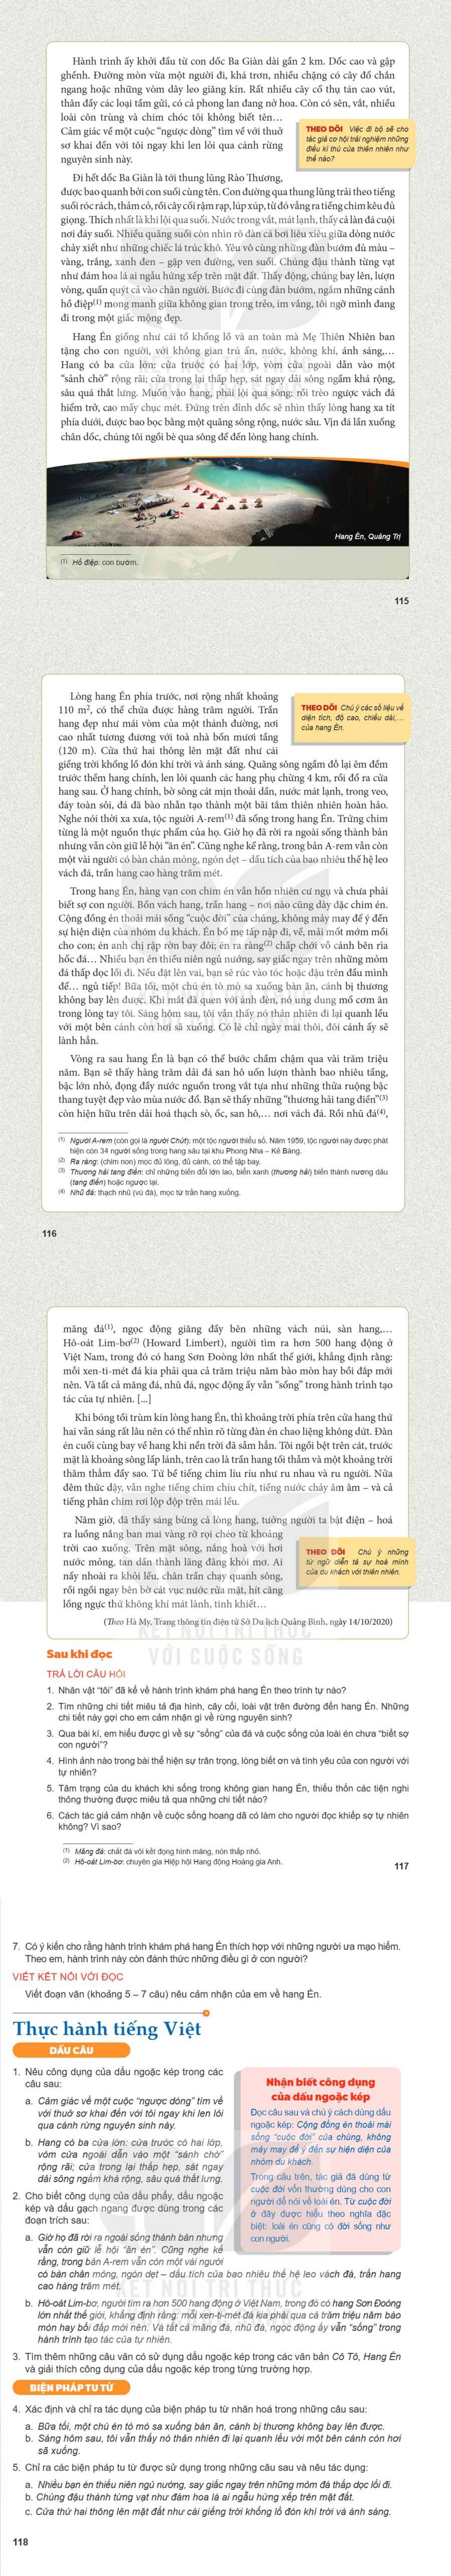 Hành trình ấy khởi đầu từ con dốc Ba Giàn dài gần 2 km. Dốc cao và gập
ghềnh. Đường mòn vừa một người đi, khá trơn, nhiều chặng có cây đổ chắn
ngang hoặc những vòm dây leo giăng kín. Rất nhiều cây cổ thụ tán cao vút,
thân đầy các loại tầm gửi, có cả phong lan đang nở hoa. Còn có sên, vắt, nhiều
loài côn trùng và chim chóc tôi không biết tên…
Cảm giác về một cuộc “ngược dòng” tìm về với thuở
sơ khai đến với tôi ngay khi len lỏi qua cánh rừng
nguyên sinh này.
THEO DÕI Việc đi bộ sẽ cho
tác giả cơ hội trải nghiệm những
điều kì thú của thiên nhiên như
thế nào?
Đi hết dốc Ba Giàn là tới thung lũng Rào Thương,
được bao quanh bởi con suối cùng tên. Con đường qua thung lũng trải theo tiếng
suối róc rách, thảm cỏ, rồi cây cối rậm rạp, lúp xúp, từ đó vẳng ra tiếng chim kêu đủ
giọng. Thích nhất là khi lội qua suối. Nước trong vắt, mát lạnh, thấy cả làn đá cuội
nơi đáy suối. Nhiều quãng suối còn nhìn rõ đàn cá bơi liêu xiêu giữa dòng nước
chảy xiết như những chiếc lá trúc khô. Yêu vô cùng những đàn bướm đủ màu –
vàng, trắng, xanh đen – gặp ven đường, ven suối. Chúng đậu thành từng vạt
như đám hoa lá ai ngẫu hứng xếp trên mặt đất. Thấy động, chúng bay lên, lượn
vòng, quấn quýt cả vào chân người. Bước đi cùng đàn bướm, ngắm những cánh
hồ điệp(1) mong manh giữa không gian trong trẻo, im vắng, tôi ngỡ mình đang
đi trong một giấc mộng đẹp.
Hang Én giống như cái tổ khổng lồ và an toàn mà Mẹ Thiên Nhiên ban
tặng cho con người, với không gian trú ẩn, nước, không khí, ánh sáng,…
Hang có ba cửa lớn: cửa trước có hai lớp, vòm cửa ngoài dẫn vào một
“sảnh chờ” rộng rãi; cửa trong lại thấp hẹp, sát ngay dải sông ngầm khá rộng,
sâu quá thắt lưng. Muốn vào hang, phải lội qua sông; rồi trèo ngược vách đá
hiểm trở, cao mấy chục mét. Đứng trên đỉnh dốc sẽ nhìn thấy lòng hang xa tít
phía dưới, được bao bọc bằng một quãng sông rộng, nước sâu. Vịn đá lần xuống
chân dốc, chúng tôi ngồi bè qua sông để đến lòng hang chính.
Hang Én, Quảng Trị
(1) Hồ điệp: con bướm.
115
Lòng hang Én phía trước, nơi rộng nhất khoảng
110 m², có thể chứa được hàng trăm người. Trần
hang đẹp như mái vòm của một thánh đường, nơi
cao nhất tương đương với toà nhà bốn mươi tầng
(120 m). Cửa thứ hai thông lên mặt đất như cái
giếng trời khổng lồ đón khí trời và ánh sáng. Quãng sông ngầm đỗ lại êm đềm
trước thềm hang chính, len lỏi quanh các hang phụ chừng 4 km, rồi đổ ra cửa
hang sau. Ở hang chính, bờ sông cát mịn thoải dần, nước mát lạnh, trong veo,
đáy toàn sỏi, đá đã bào nhẵn tạo thành một bãi tắm thiên nhiên hoàn hảo.
Nghe nói thời xa xưa, tộc người A-rem(1) đã sống trong hang Én. Trứng chim
từng là một nguồn thực phẩm của họ. Giờ họ đã rời ra ngoài sống thành bản
nhưng vẫn còn giữ lễ hội “ăn én”. Cũng nghe kể rằng, trong bản A-rem vẫn còn
một vài người có bàn chân mỏng, ngón dẹt – dấu tích của bao nhiêu thế hệ leo
vách đá, trần hang cao hàng trăm mét.
THEO DÕI Chú ý các số liệu về
diện tích, độ cao, chiều dài,…
của hang Én.
Trong hang Én, hàng vạn con chim én vẫn hồn nhiên cư ngụ và chưa phải
biết sợ con người. Bốn vách hang, trần hang – nơi nào cũng dày đặc chim én.
Cộng đồng én thoải mái sống “cuộc đời” của chúng, không mảy may để ý đến
sự hiện diện của nhóm du khách. Én bố mẹ tấp nập đi, về, mải mốt mớm mồi
cho con; én anh chị rập rờn bay đôi; én ra ràng(2) chấp chới vỗ cánh bên rìa
hốc đá… Nhiều bạn én thiếu niên ngủ nướng, say giấc ngay trên những mỏm
đá thấp dọc lối đi. Nếu đặt lên vai, bạn sẽ rúc vào tóc hoặc đậu trên đầu mình
để… ngủ tiếp! Bữa tối, một chú én tò mò sa xuống bàn ăn, cánh bị thương
không bay lên được. Khi mắt đã quen với ánh đèn, nó ung dung mổ cơm ăn
trong lòng tay tôi. Sáng hôm sau, tôi vẫn thấy nó thản nhiên đi lại quanh lều
với một bên cánh còn hơi sã xuống. Có lẽ chỉ ngày mai thôi, đôi cánh ấy sẽ
lành hẳn.
Vòng ra sau hang Én là bạn có thể bước chầm chậm qua vài trăm triệu
năm. Bạn sẽ thấy hàng trăm dải đá san hô uốn lượn thành bao nhiêu tầng,
bậc lớn nhỏ, đọng đầy nước nguồn trong vắt tựa như những thửa ruộng bậc
thang tuyệt đẹp vào mùa nước đổ. Bạn sẽ thấy những “thương hải tang điền”(3)
còn hiện hữu trên dải hoá thạch sò, ốc, san hô,… nơi vách đá. Rồi nhũ đá(4),
(1) Người A-rem (còn gọi là người Chứt): một tộc người thiểu số. Năm 1959, tộc người này được phát
hiện còn 34 người sống trong hang sâu tại khu Phong Nha – Kẻ Bàng.
(2) Ra ràng: (chim non) mọc đủ lông, đủ cánh, có thể tập bay.
(3) Thương hải tang điền: chỉ những biến đổi lớn lao, biển xanh (thương hải) biến thành nương dâu
(tang điền) hoặc ngược lại.
(4) Nhũ đá: thạch nhũ (vú đá), mọc từ trần hang xuống.
116
măng đá(1), ngọc động giăng đầy bên những vách núi, sàn hang,…
Hô-oát Lim-bơ(2) (Howard Limbert), người tìm ra hơn 500 hang động ở
Việt Nam, trong đó có hang Sơn Đoòng lớn nhất thế giới, khẳng định rằng:
mỗi xen-ti-mét đá kia phải qua cả trăm triệu năm bào mòn hay bồi đắp mới
nên. Và tất cả măng đá, nhũ đá, ngọc động ấy vẫn “sống” trong hành trình tạo
tác của tự nhiên. [...]
Khi bóng tối trùm kín lòng hang Én, thì khoảng trời phía trên cửa hang thứ
hai vẫn sáng rất lâu nên có thể nhìn rõ từng đàn én chao liệng không dứt. Đàn
én cuối cùng bay về hang khi nền trời đã sẫm hẳn. Tôi ngồi bệt trên cát, trước
mặt là khoảng sông lấp lánh, trên cao là trần hang tối thẫm và một khoảng trời
thăm thẳm đầy sao. Tứ bề tiếng chim líu ríu như ru nhau và ru người. Nửa
đêm thức dậy, vẫn nghe tiếng chim chíu chít, tiếng nước chảy âm âm – và cả
tiếng phân chim rơi lộp độp trên mái lều.
Năm giờ, đã thấy sáng bừng cả lòng hang, tưởng người ta bật điện – hoá
ra luồng nắng ban mai vàng rỡ rọi chéo từ khoảng
trời cao xuống. Trên mặt sông, nắng hoà với hơi
nước mỏng, tan dần thành lãng đãng khói mơ. Ai
nấy nhoài ra khỏi lều, chân trần chạy quanh sông,
rồi ngồi ngay bên bờ cát vục nước rửa mặt, hít căng
lồng ngực thứ không khí mát lành, tinh khiết…
THEO DÕI Chú ý những
từ ngữ diễn tả sự hoà mình
của du khách với thiên nhiên.
(Theo Hà My, Trang thông tin điện tử Sở Du lịch Quảng Bình, ngày 14/10/2020)
KẾT NỐI TRI THỨC
VỚI CUỘC SỐNG
Sau khi đọc
TRẢ LỜI CÂU HỎI
1. Nhân vật “tôi” đã kể về hành trình khám phá hang Én theo trình tự nào?
2. Tìm những chi tiết miêu tả địa hình, cây cối, loài vật trên đường đến hang Én. Những
chi tiết này gợi cho em cảm nhận gì về rừng nguyên sinh?
3. Qua bài kí, em hiểu được gì về sự “sống” của đá và cuộc sống của loài én chưa “biết sợ
con người”?
4. Hình ảnh nào trong bài thể hiện sự trân trọng, lòng biết ơn và tình yêu của con người với
tự nhiên?
5. Tâm trạng của du khách khi sống trong không gian hang Én, thiếu thốn các tiện nghi
thông thường được miêu tả qua những chi tiết nào?
6. Cách tác giả cảm nhận về cuộc sống hoang dã có làm cho người đọc khiếp sợ tự nhiên
không? Vì sao?
(1) Măng đá: chất đá vôi kết đọng hình măng, nón thấp nhỏ.
(2) Hô-oát Lim-bơ: chuyên gia Hiệp hội Hang động Hoàng gia Anh.
117
7. Có ý kiến cho rằng hành trình khám phá hang Én thích hợp với những người ưa mạo hiểm.
Theo em, hành trình này còn đánh thức những điều gì ở con người?
VIẾT KẾT NỐI VỚI ĐỌC
Viết đoạn văn (khoảng 5 – 7 câu) nêu cảm nhận của em về hang Én.
Thực hành tiếng Việt
DẤU CÂU
1. Nêu công dụng của dấu ngoặc kép trong các
câu sau:
a. Cảm giác về một cuộc “ngược dòng” tìm về
với thuở sơ khai đến với tôi ngay khi len lỏi
qua cánh rừng nguyên sinh này.
b. Hang có ba cửa lớn: cửa trước có hai lớp,
vòm cửa ngoài dẫn vào một “sảnh chờ”
rộng rãi; cửa trong lại thấp hẹp, sát ngay
dải sông ngầm khá rộng, sâu quá thắt lưng.
2. Cho biết công dụng của dấu phẩy, dấu ngoặc
kép và dấu gạch ngang được dùng trong các
đoạn trích sau:
a. Giờ họ đã rời ra ngoài sống thành bản nhưng
vẫn còn giữ lễ hội “ăn én”. Cũng nghe kể
rằng, trong bản A-rem vẫn còn một vài người
có bàn chân mỏng, ngón dẹt – dấu tích của bao nhiêu thế hệ leo vách đá, trần hang
cao hàng trăm mét.
Nhận biết công dụng
của dấu ngoặc kép
Đọc câu sau và chú ý cách dùng dấu
ngoặc kép: Cộng đồng én thoải mái
sống “cuộc đời” của chúng, không
mảy may để ý đến sự hiện diện của
nhóm du khách.
Trong câu trên, tác giả đã dùng từ
cuộc đời vốn thường dùng cho con
người để nói về loài én. Từ cuộc đời
ở đây được hiểu theo nghĩa đặc
biệt: loài én cũng có đời sống như
con người.
b. Hô-oát Lim-bơ, người tìm ra hơn 500 hang động ở Việt Nam, trong đó có hang Sơn Đoòng
lớn nhất thế giới, khẳng định rằng: mỗi xen-ti-mét đá kia phải qua cả trăm triệu năm bào
mòn hay bồi đắp mới nên. Và tất cả măng đá, nhũ đá, ngọc động ấy vẫn “sống” trong
hành trình tạo tác của tự nhiên.
3. Tìm thêm những câu văn có sử dụng dấu ngoặc kép trong các văn bản Cô Tô, Hang Én
và giải thích công dụng của dấu ngoặc kép trong từng trường hợp.
BIỆN PHÁP TU TỪ
4. Xác định và chỉ ra tác dụng của biện pháp tu từ nhân hoá trong những câu sau:
a. Bữa tối, một chú én tò mò sa xuống bàn ăn, cánh bị thương không bay lên được.
b. Sáng hôm sau, tôi vẫn thấy nó thản nhiên đi lại quanh lều với một bên cánh còn hơi
sã xuống.
5. Chỉ ra các biện pháp tu từ được sử dụng trong những câu sau và nêu tác dụng:
a. Nhiều bạn én thiếu niên ngủ nướng, say giấc ngay trên những mỏm đá thấp dọc lối đi.
b. Chúng đậu thành từng vạt như đám hoa lá ai ngẫu hứng xếp trên mặt đất.
c. Cửa thứ hai thông lên mặt đất như cái giếng trời khổng lồ đón khí trời và ánh sáng.
118